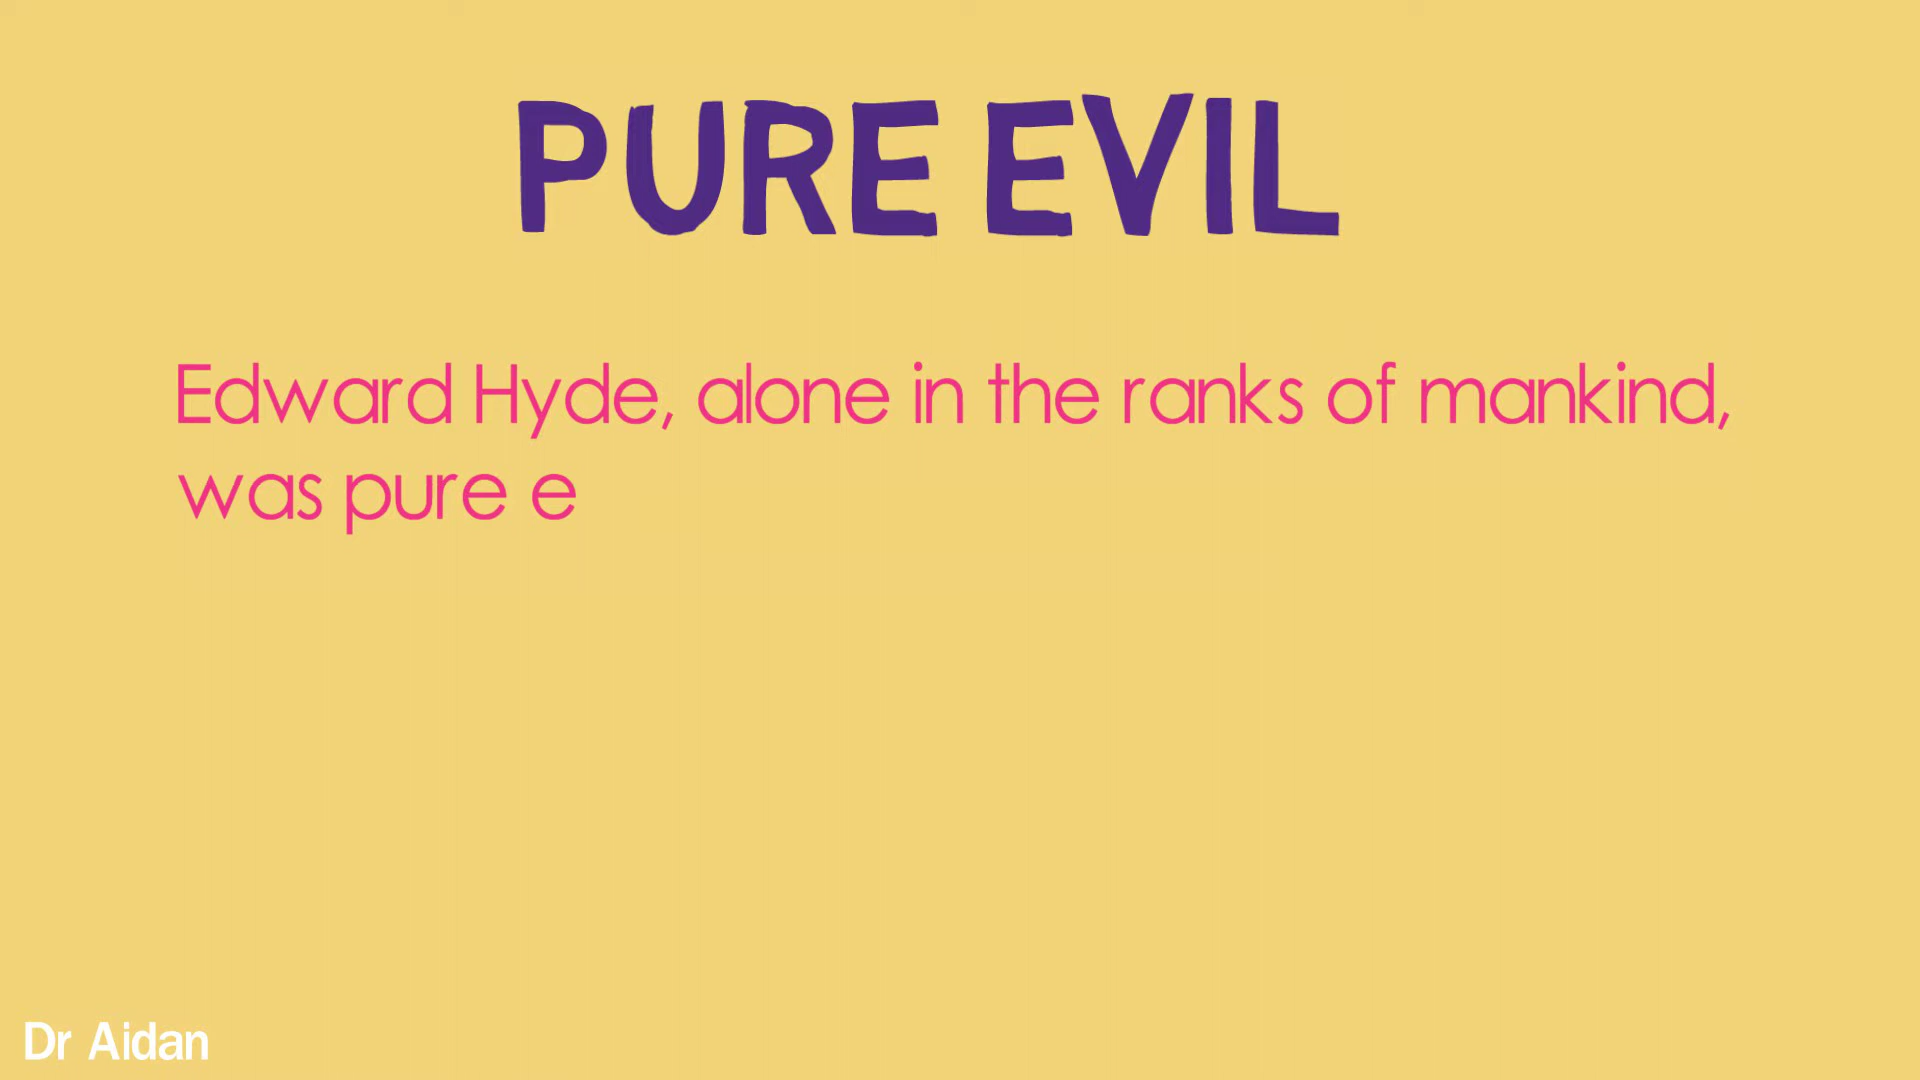 PURE EVIL
Edward Hyde, alone in the ranks of mankind,
was pure e
Dr Aidan